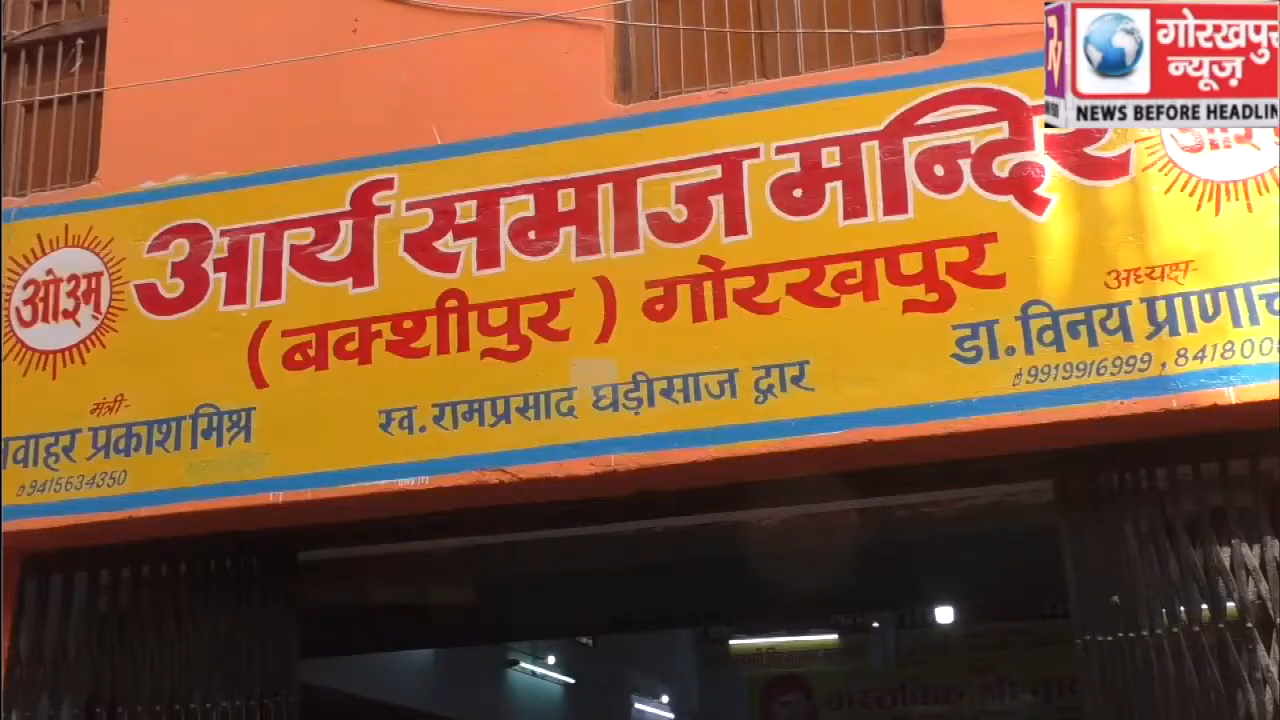 गोरखपुर
न्यूज़
NEWS BEFORE HEADLIN
आर्य समाज मन्दिर
ओ३म्
(बक्शीपुर) गोरखपुर
अध्यक्ष-
डा. विनय प्राणाच
9919916999, 841800
स्व. रामप्रसाद घड़ीसाज द्वार
मंत्री-
वाहर प्रकाश मिश्र
9415634350